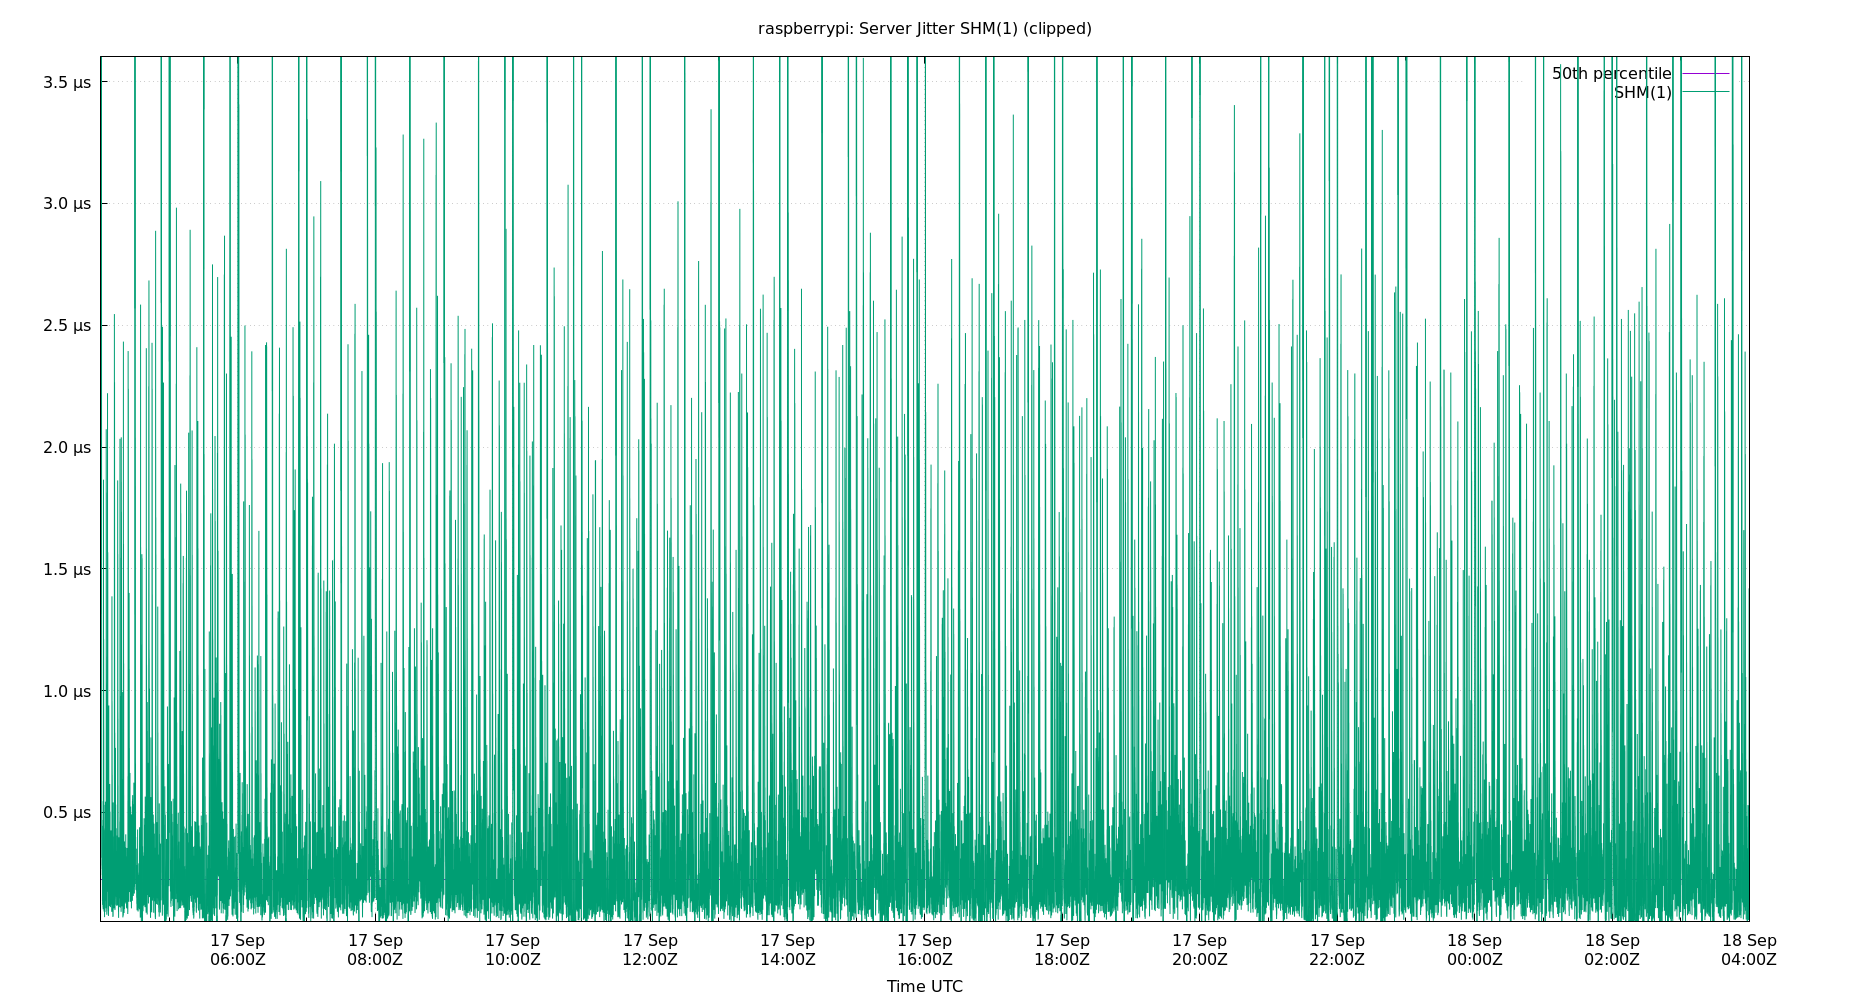 raspberrypi: Server Jitter SHM(1) (clipped)
50th percentile
SHM(1)
3.5 µs
3.0 µs
2.5 µs
2.0 µs
1.5 µs
1.0 µs
0.5 µs
17 Sep 17 Sep 17 Sep 17 Sep 17 Sep 17 Sep 17 Sep 17 Sep 17 Sep 18 Sep 18 Sep 18 Sep
06:00Z 08:00Z 10:00Z 12:00Z 14:00Z 16:00Z 18:00Z 20:00Z 22:00Z 00:00Z 02:00Z 04:00Z
Time UTC